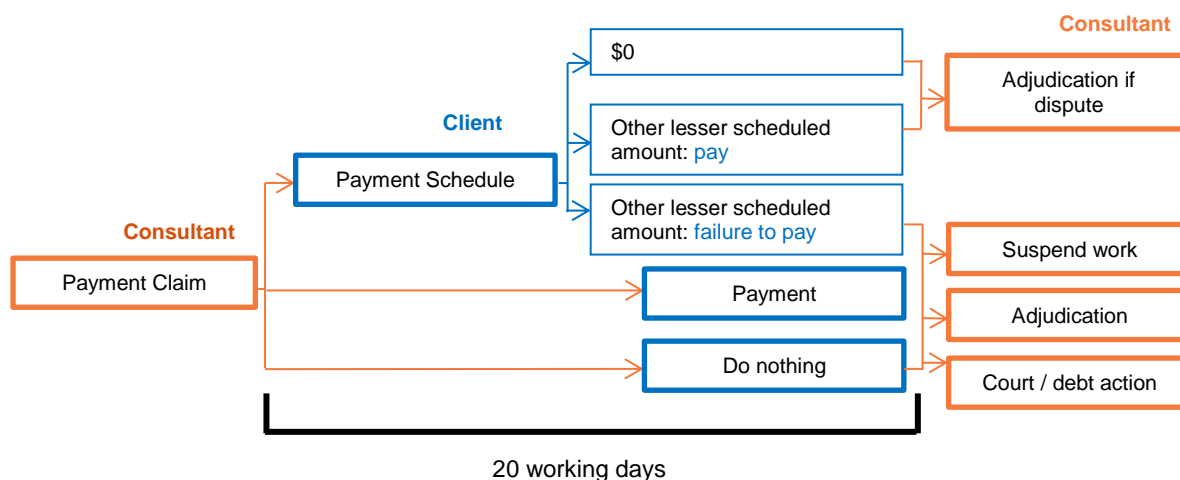 Consultant
$0
Adjudication if
dispute
Client
Other lesser scheduled
amount: pay
Payment Schedule
Other lesser scheduled
amount: failure to pay
Consultant
Suspend work
Payment Claim
Payment
Adjudication
Do nothing
Court / debt action
20 working days